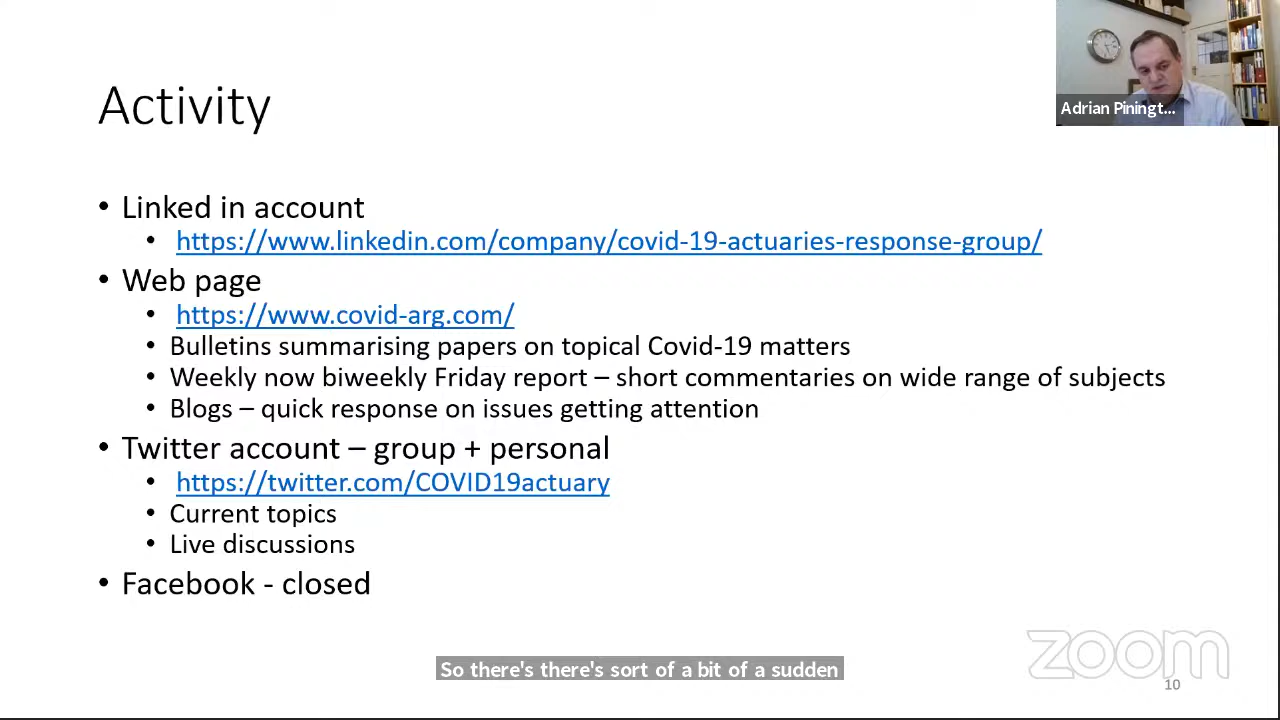 Activity
Adrian Piningt...
• Linked in account
• https://www.linkedin.com/company/covid-19-actuaries-response-group/
• Web page
• https://www.covid-arg.com/
• Bulletins summarising papers on topical Covid-19 matters
• Weekly now biweekly Friday report – short commentaries on wide range of subjects
• Blogs – quick response on issues getting attention
• Twitter account – group + personal
• https://twitter.com/COVID19actuary
• Current topics
• Live discussions
• Facebook - closed
zoom
So there's there's sort of a bit of a sudden
10